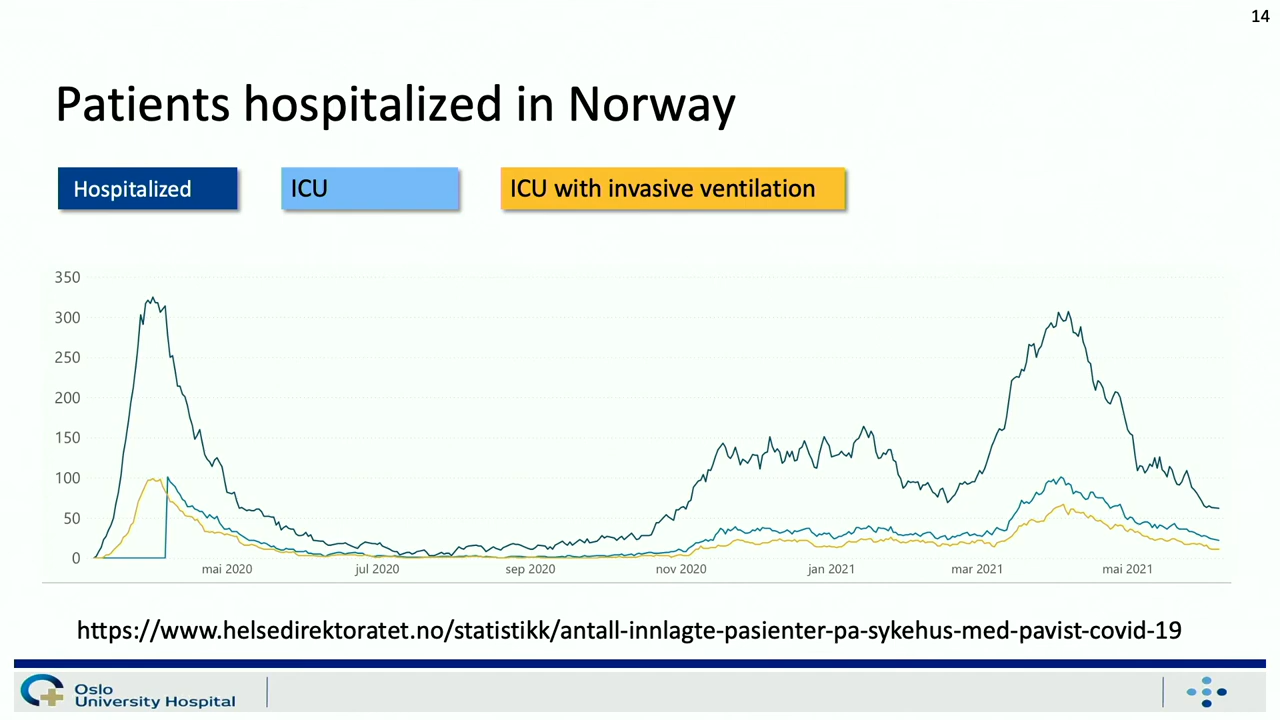 14
Patients hospitalized in Norway
Hospitalized
ICU
ICU with invasive ventilation
350
300
250
200
150
100
50
0
mai 2020
jul 2020
sep 2020
nov 2020
jan 2021
mar 2021
mai 2021
https://www.helsedirektoratet.no/statistikk/antall-innlagte-pasienter-pa-sykehus-med-pavist-covid-19
Oslo
University Hospital